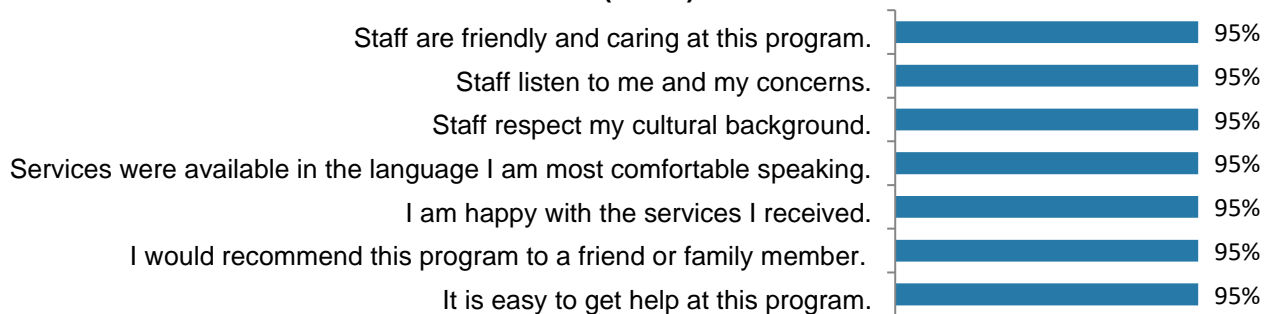 Staff are friendly and caring at this program. 95%
Staff listen to me and my concerns. 95%
Staff respect my cultural background. 95%
Services were available in the language I am most comfortable speaking. 95%
I am happy with the services I received. 95%
I would recommend this program to a friend or family member. 95%
It is easy to get help at this program. 95%